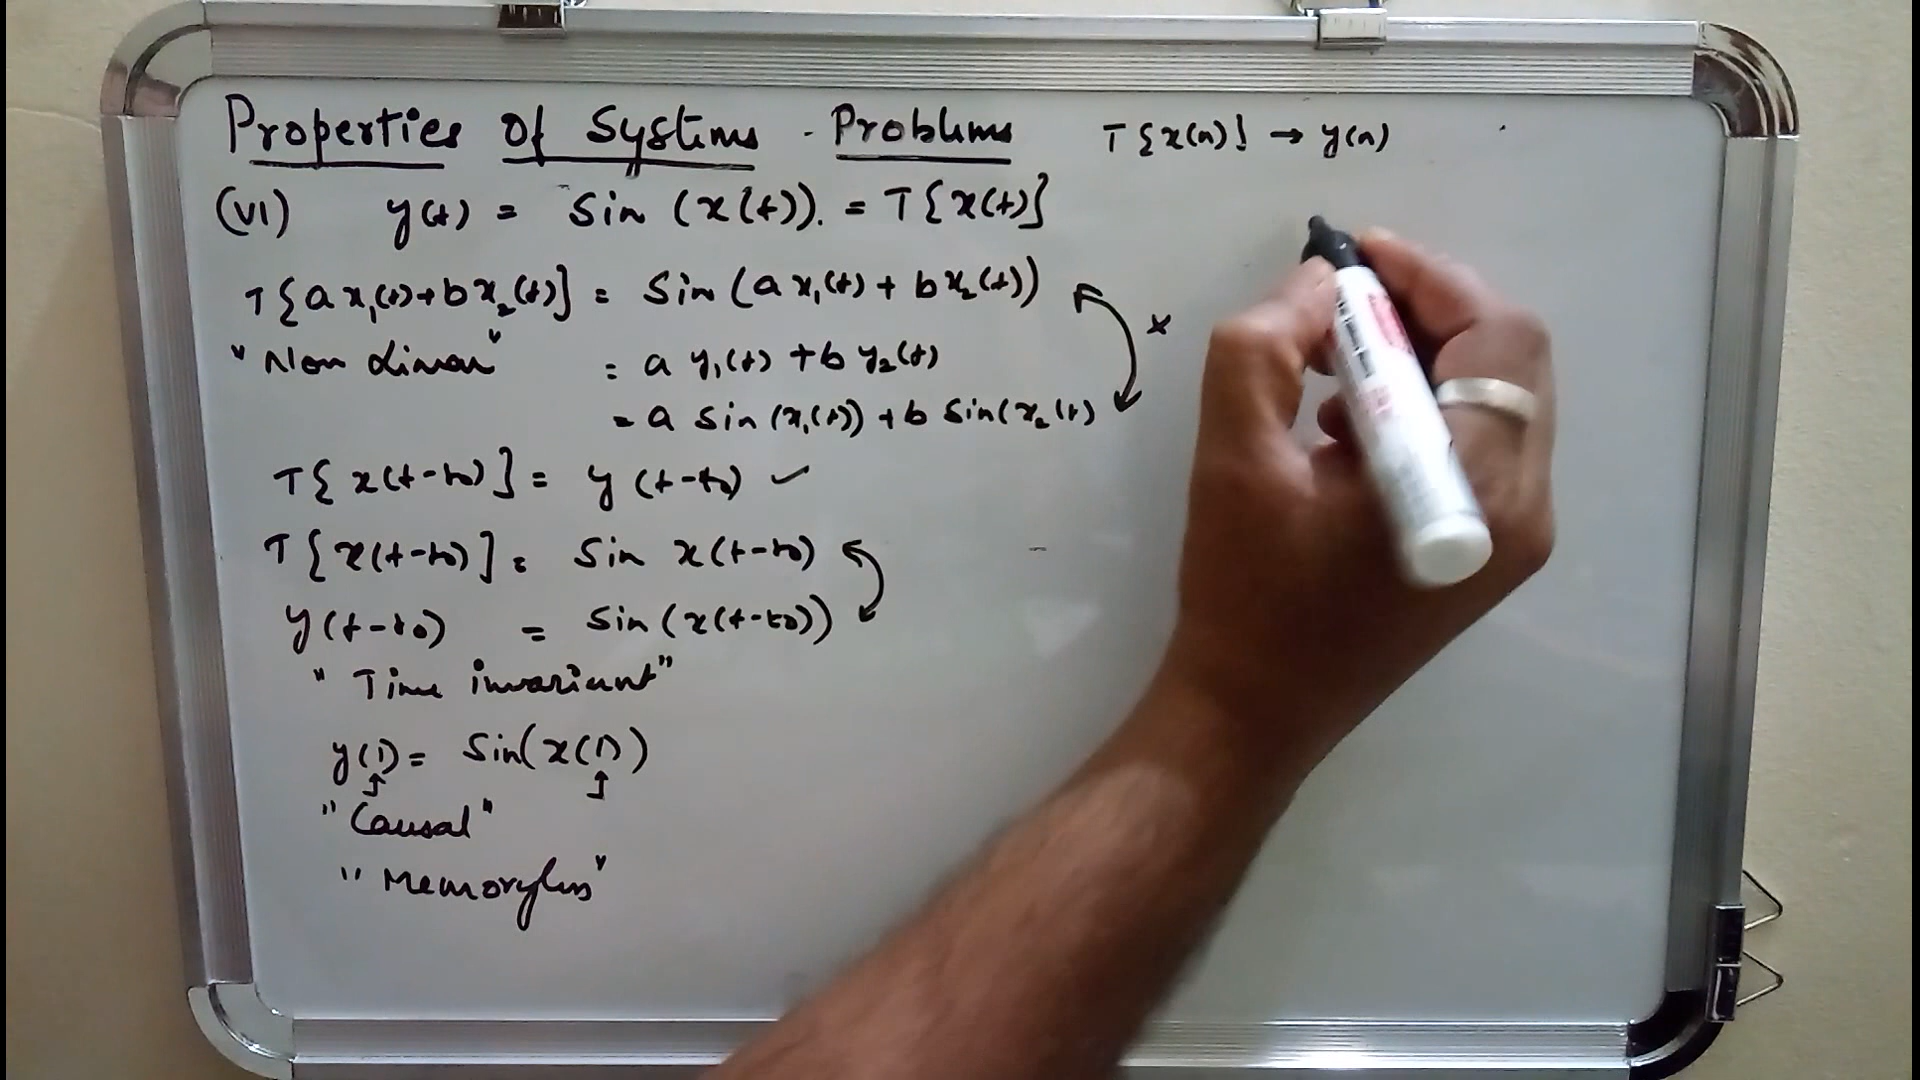 Properties of Systems - Problems T{x(n)} → y(n)
(VI) y(t) = Sin (x(t)). = T{x(t)}
T{a x₁(t)+b x₂(t)} = Sin (a x₁(t) + b x₂(t))
"Non Linear" = a y₁(t) + b y₂(t)
= a Sin (x₁(t)) + b Sin(x₂(t)
T{x(t-t0)} = y(t-t0) ✓
T{x(t-t0)} = Sin x(t-t0)
y(t-t0) = Sin(x(t-t0))
"Time invariant"
y(1) = Sin(x(1))
"Causal"
"Memoryless"